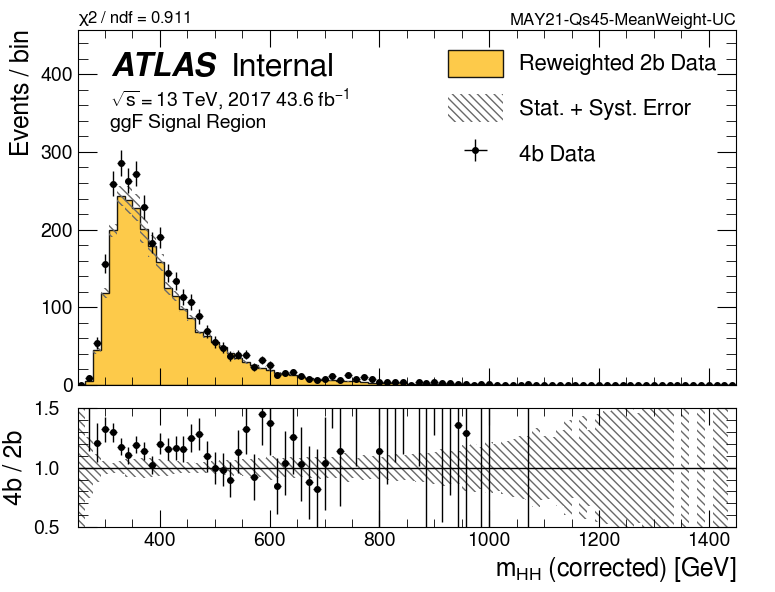 χ2 / ndf = 0.911
MAY21-Qs45-MeanWeight-UC
Events / bin
ATLAS Internal
√s = 13 TeV, 2017 43.6 fb−1
ggF Signal Region
Reweighted 2b Data
Stat. + Syst. Error
4b Data
400
300
200
100
0
4b / 2b
1.5
1.0
0.5
400 600 800 1000 1200 1400
mHH (corrected) [GeV]